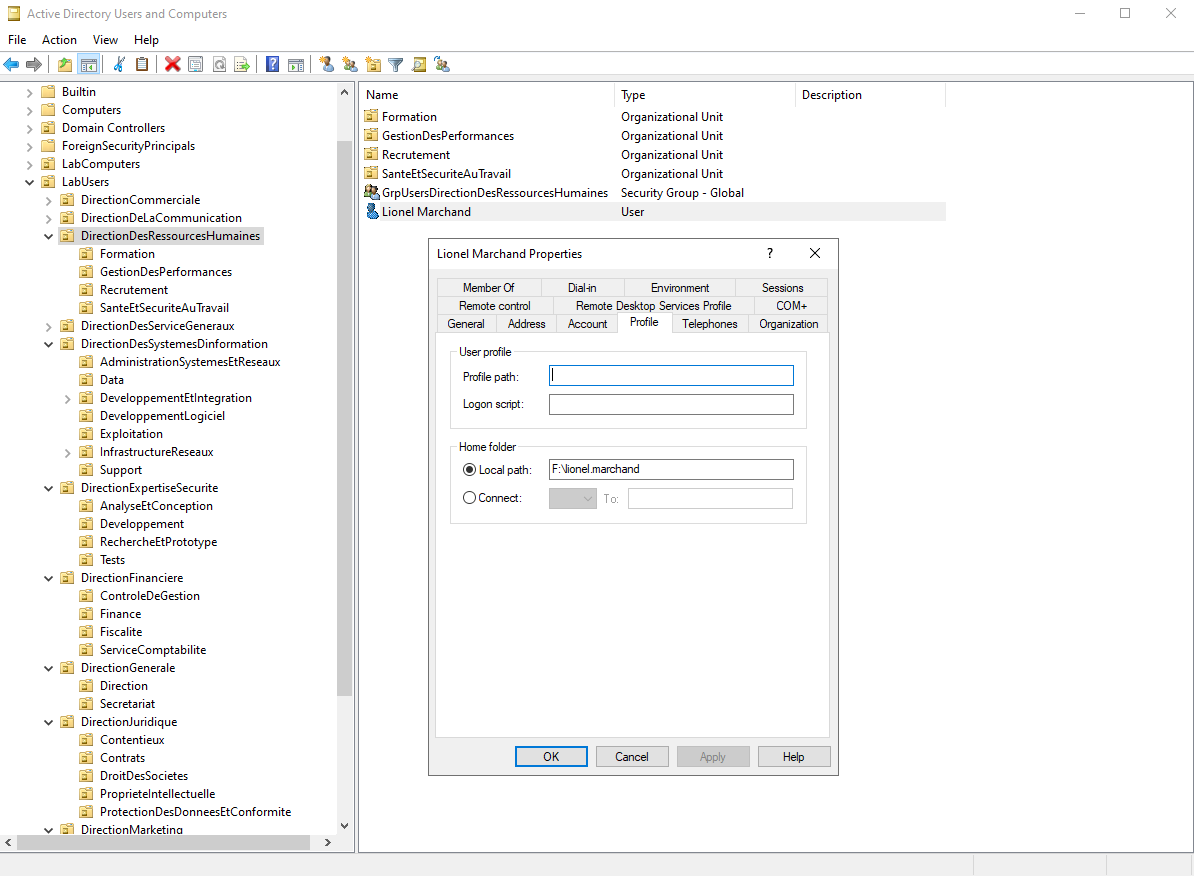 Active Directory Users and Computers
File Action View Help
Builtin
Computers
Domain Controllers
ForeignSecurityPrincipals
LabComputers
LabUsers
DirectionCommerciale
DirectionDeLaCommunication
DirectionDesRessourcesHumaines
Formation
GestionDesPerformances
Recrutement
SanteEtSecuriteAuTravail
DirectionDesServiceGeneraux
DirectionDesSystemesDinformation
AdministrationSystemesEtReseaux
Data
DeveloppementEtIntegration
DeveloppementLogiciel
Exploitation
InfrastructureReseaux
Support
DirectionExpertiseSecurite
AnalyseEtConception
Developpement
RechercheEtPrototype
Tests
DirectionFinanciere
ControleDeGestion
Finance
Fiscalite
ServiceComptabilite
DirectionGenerale
Direction
Secretariat
DirectionJuridique
Contentieux
Contrats
DroitDesSocietes
ProprieteIntellectuelle
ProtectionDesDonneesEtConformite
DirectionMarketing
Name Type Description
Formation Organizational Unit
GestionDesPerformances Organizational Unit
Recrutement Organizational Unit
SanteEtSecuriteAuTravail Organizational Unit
GrpUsersDirectionDesRessourcesHumaines Security Group - Global
Lionel Marchand User
Lionel Marchand Properties ?
Member Of Dial-in Environment Sessions
Remote control Remote Desktop Services Profile COM+
General Address Account Profile Telephones Organization
User profile
Profile path:
Logon script:
Home folder
Local path: F:\lionel.marchand
Connect: To:
OK Cancel Apply Help